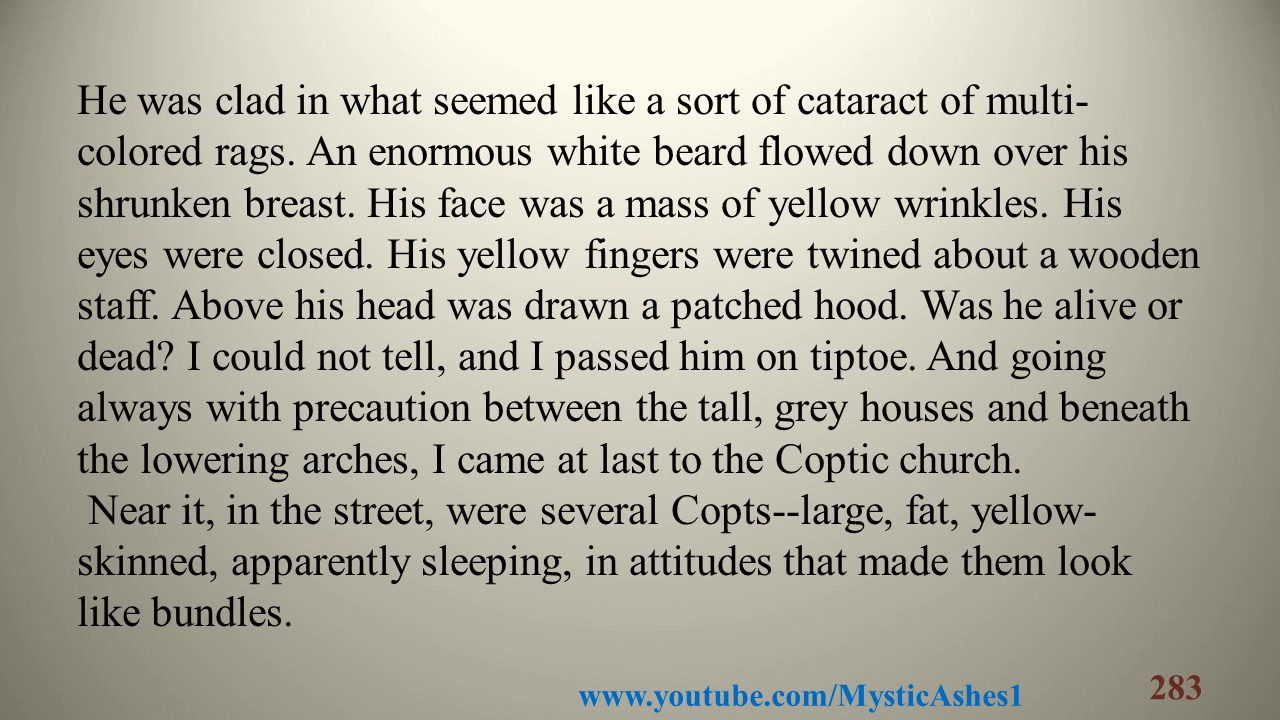 He was clad in what seemed like a sort of cataract of multi-
colored rags. An enormous white beard flowed down over his
shrunken breast. His face was a mass of yellow wrinkles. His
eyes were closed. His yellow fingers were twined about a wooden
staff. Above his head was drawn a patched hood. Was he alive or
dead? I could not tell, and I passed him on tiptoe. And going
always with precaution between the tall, grey houses and beneath
the lowering arches, I came at last to the Coptic church.
Near it, in the street, were several Copts--large, fat, yellow-
skinned, apparently sleeping, in attitudes that made them look
like bundles.
www.youtube.com/MysticAshes1
283